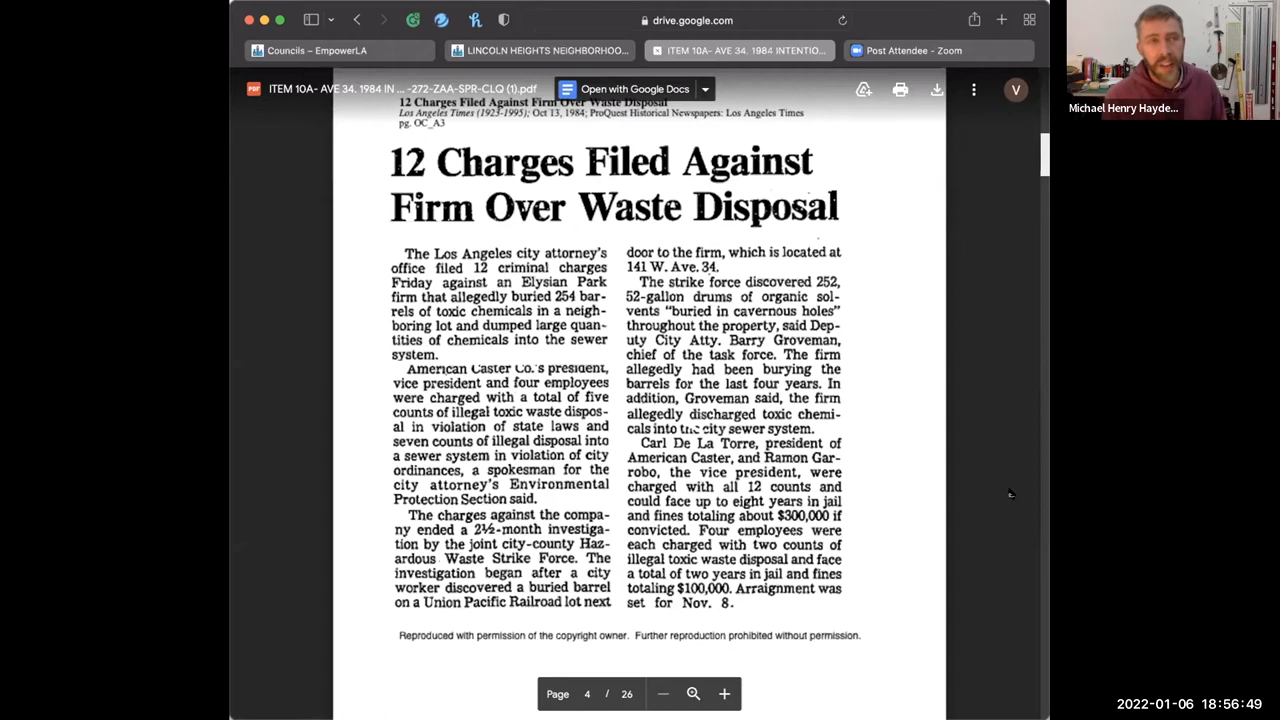 drive.google.com
Councils – EmpowerLA
LINCOLN HEIGHTS NEIGHBORHOO...
ITEM 10A- AVE 34. 1984 INTENTIO...
Post Attendee - Zoom
PDF
ITEM 10A- AVE 34. 1984 IN ... -272-ZAA-SPR-CLQ (1).pdf
Open with Google Docs
V
Michael Henry Hayde...
12 Charges Filed Against Firm Over Waste Disposal
Los Angeles Times (1923-1995); Oct 13, 1984; ProQuest Historical Newspapers: Los Angeles Times
pg. OC_A3
12 Charges Filed Against
Firm Over Waste Disposal
The Los Angeles city attorney's
office filed 12 criminal charges
Friday against an Elysian Park
firm that allegedly buried 254 bar-
rels of toxic chemicals in a neigh-
boring lot and dumped large quan-
tities of chemicals into the sewer
system.
American Caster Co.'s president,
vice president and four employees
were charged with a total of five
counts of illegal toxic waste dispos-
al in violation of state laws and
seven counts of illegal disposal into
a sewer system in violation of city
ordinances, a spokesman for the
city attorney's Environmental
Protection Section said.
The charges against the compa-
ny ended a 2½-month investiga-
tion by the joint city-county Haz-
ardous Waste Strike Force. The
investigation began after a city
worker discovered a buried barrel
on a Union Pacific Railroad lot next
door to the firm, which is located at
141 W. Ave. 34.
The strike force discovered 252,
52-gallon drums of organic sol-
vents "buried in cavernous holes"
throughout the property, said Dep-
uty City Atty. Barry Groveman,
chief of the task force. The firm
allegedly had been burying the
barrels for the last four years. In
addition, Groveman said, the firm
allegedly discharged toxic chemi-
cals into the city sewer system.
Carl De La Torre, president of
American Caster, and Ramon Gar-
robo, the vice president, were
charged with all 12 counts and
could face up to eight years in jail
and fines totaling about $300,000 if
convicted. Four employees were
each charged with two counts of
illegal toxic waste disposal and face
a total of two years in jail and fines
totaling $100,000. Arraignment was
set for Nov. 8.
Reproduced with permission of the copyright owner. Further reproduction prohibited without permission.
Page 4 / 26
2022-01-06 18:56:49